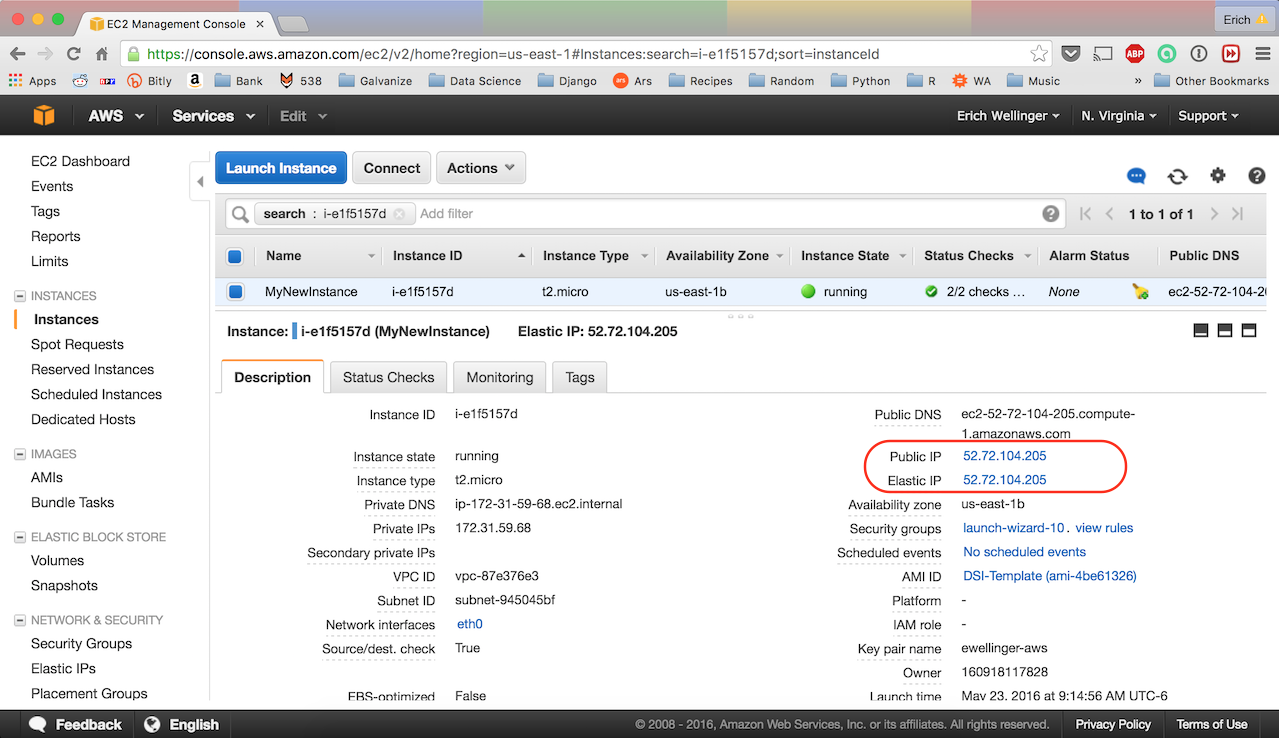 EC2 Management Console
Erich
https://console.aws.amazon.com/ec2/v2/home?region=us-east-1#Instances:search=i-e1f5157d;sort=instanceId
ABP
Apps Bitly a Bank 538 Galvanize Data Science Django Ars Recipes Random Python R WA Music » Other Bookmarks
AWS Services Edit Erich Wellinger N. Virginia Support
EC2 Dashboard
Events
Tags
Reports
Limits
INSTANCES
Instances
Spot Requests
Reserved Instances
Scheduled Instances
Dedicated Hosts
IMAGES
AMIs
Bundle Tasks
ELASTIC BLOCK STORE
Volumes
Snapshots
NETWORK & SECURITY
Security Groups
Elastic IPs
Placement Groups
Launch Instance Connect Actions
search : i-e1f5157d Add filter
1 to 1 of 1
Name Instance ID Instance Type Availability Zone Instance State Status Checks Alarm Status Public DNS
MyNewInstance i-e1f5157d t2.micro us-east-1b running 2/2 checks ... None ec2-52-72-104-20
Instance: i-e1f5157d (MyNewInstance) Elastic IP: 52.72.104.205
Description Status Checks Monitoring Tags
Instance ID i-e1f5157d
Instance state running
Instance type t2.micro
Private DNS ip-172-31-59-68.ec2.internal
Private IPs 172.31.59.68
Secondary private IPs
VPC ID vpc-87e376e3
Subnet ID subnet-945045bf
Network interfaces eth0
Source/dest. check True
EBS-optimized False
Public DNS ec2-52-72-104-205.compute-
1.amazonaws.com
Public IP 52.72.104.205
Elastic IP 52.72.104.205
Availability zone us-east-1b
Security groups launch-wizard-10. view rules
Scheduled events No scheduled events
AMI ID DSI-Template (ami-4be61326)
Platform -
IAM role -
Key pair name ewellinger-aws
Owner 160918117828
Launch time May 23, 2016 at 9:14:56 AM UTC-6
Feedback English © 2008 - 2016, Amazon Web Services, Inc. or its affiliates. All rights reserved. Privacy Policy Terms of Use